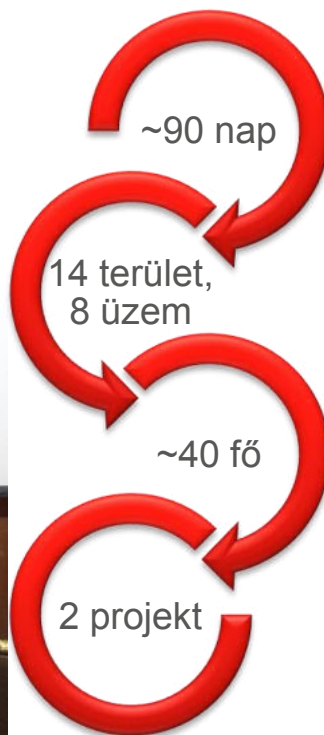 ~90 nap
14 terület,
8 üzem
~40 fő
2 projekt